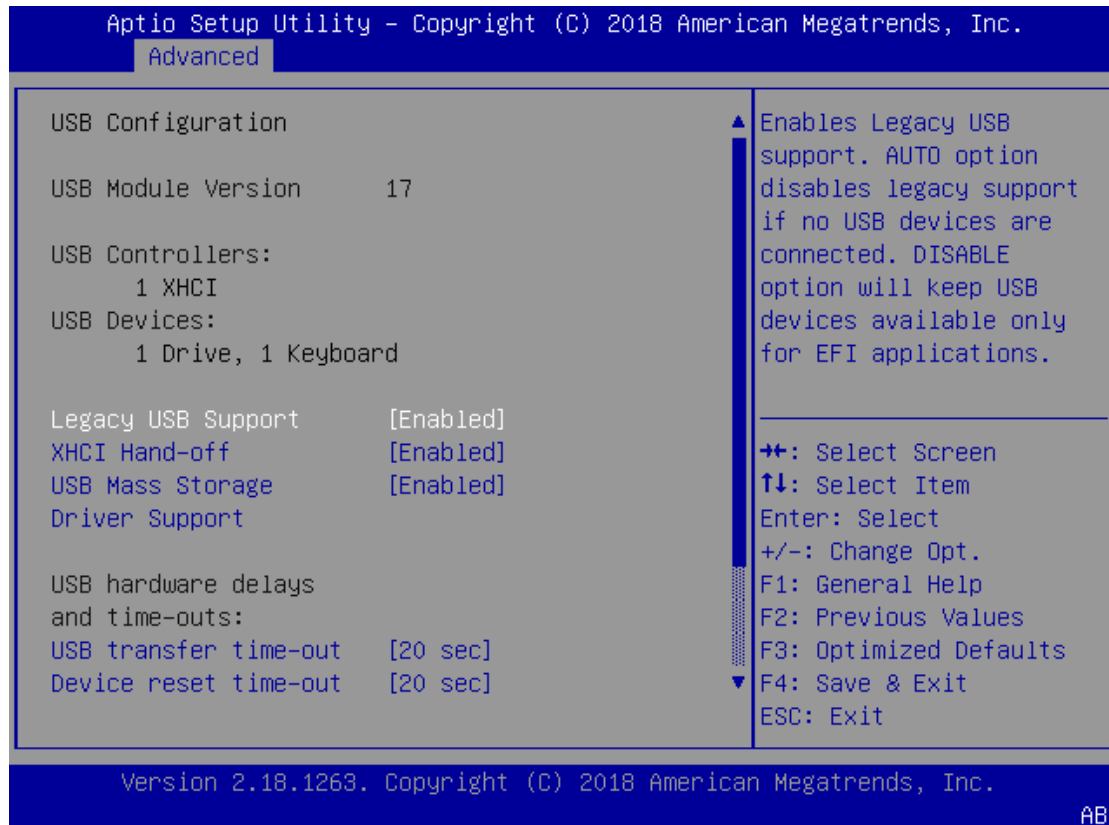 Aptio Setup Utility – Copyright (C) 2018 American Megatrends, Inc.
Advanced
USB Configuration
USB Module Version 17
USB Controllers:
1 XHCI
USB Devices:
1 Drive, 1 Keyboard
Legacy USB Support [Enabled]
XHCI Hand-off [Enabled]
USB Mass Storage [Enabled]
Driver Support
USB hardware delays
and time-outs:
USB transfer time-out [20 sec]
Device reset time-out [20 sec]
Enables Legacy USB
support. AUTO option
disables legacy support
if no USB devices are
connected. DISABLE
option will keep USB
devices available only
for EFI applications.
→←: Select Screen
↑↓: Select Item
Enter: Select
+/-: Change Opt.
F1: General Help
F2: Previous Values
F3: Optimized Defaults
F4: Save & Exit
ESC: Exit
Version 2.18.1263. Copyright (C) 2018 American Megatrends, Inc.
AB